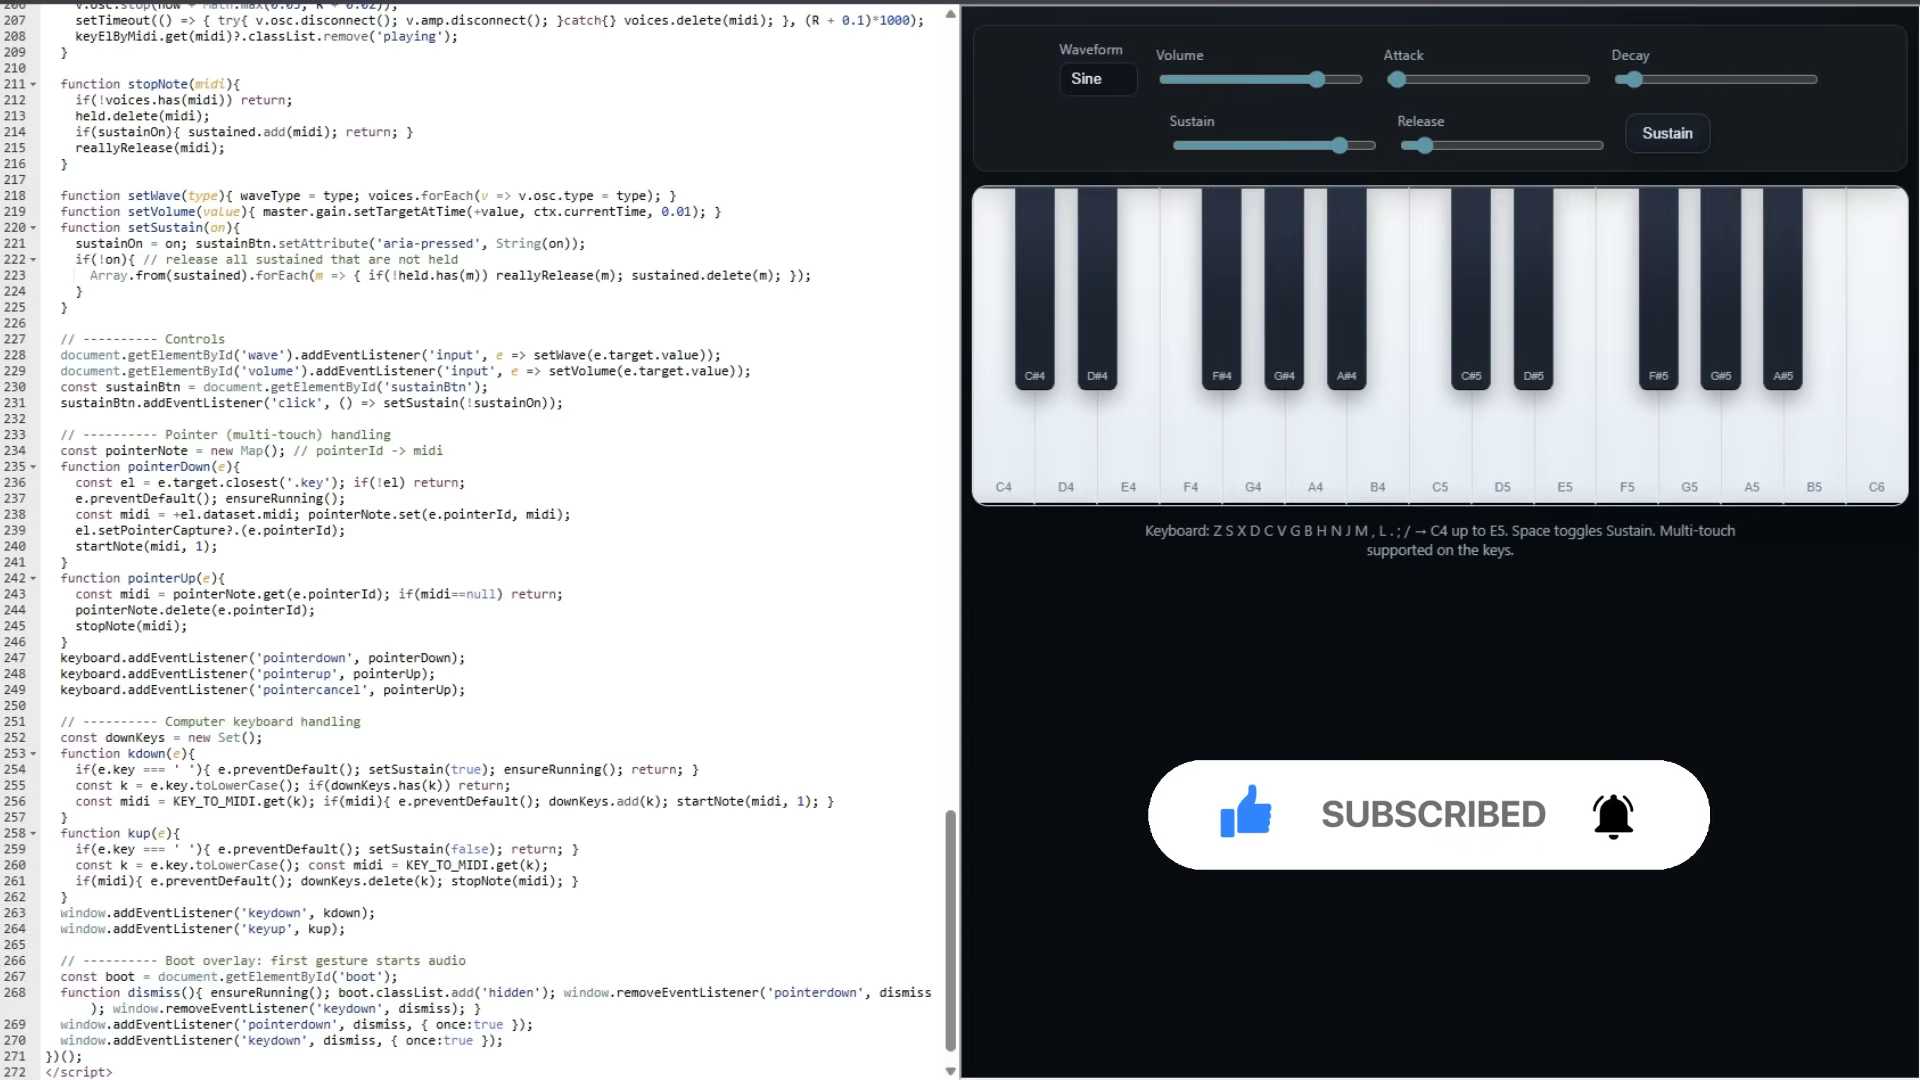 206 v.osc.stop(now + Math.max(0.05, R + 0.02));
207 setTimeout(() => { try{ v.osc.disconnect(); v.amp.disconnect(); }catch{} voices.delete(midi); }, (R + 0.1)*1000);
208 keyElByMidi.get(midi)?.classList.remove('playing');
209 }
210
211 function stopNote(midi){
212 if(!voices.has(midi)) return;
213 held.delete(midi);
214 if(sustainOn){ sustained.add(midi); return; }
215 reallyRelease(midi);
216 }
217
218 function setWave(type){ waveType = type; voices.forEach(v => v.osc.type = type); }
219 function setVolume(value){ master.gain.setTargetAtTime(+value, ctx.currentTime, 0.01); }
220 function setSustain(on){
221 sustainOn = on; sustainBtn.setAttribute('aria-pressed', String(on));
222 if(!on){ // release all sustained that are not held
223 Array.from(sustained).forEach(m => { if(!held.has(m)) reallyRelease(m); sustained.delete(m); });
224 }
225 }
226
227 // ---------- Controls
228 document.getElementById('wave').addEventListener('input', e => setWave(e.target.value));
229 document.getElementById('volume').addEventListener('input', e => setVolume(e.target.value));
230 const sustainBtn = document.getElementById('sustainBtn');
231 sustainBtn.addEventListener('click', () => setSustain(!sustainOn));
232
233 // ---------- Pointer (multi-touch) handling
234 const pointerNote = new Map(); // pointerId -> midi
235 function pointerDown(e){
236 const el = e.target.closest('.key'); if(!el) return;
237 e.preventDefault(); ensureRunning();
238 const midi = +el.dataset.midi; pointerNote.set(e.pointerId, midi);
239 el.setPointerCapture?.(e.pointerId);
240 startNote(midi, 1);
241 }
242 function pointerUp(e){
243 const midi = pointerNote.get(e.pointerId); if(midi==null) return;
244 pointerNote.delete(e.pointerId);
245 stopNote(midi);
246 }
247 keyboard.addEventListener('pointerdown', pointerDown);
248 keyboard.addEventListener('pointerup', pointerUp);
249 keyboard.addEventListener('pointercancel', pointerUp);
250
251 // ---------- Computer keyboard handling
252 const downKeys = new Set();
253 function kdown(e){
254 if(e.key === ' '){ e.preventDefault(); setSustain(true); ensureRunning(); return; }
255 const k = e.key.toLowerCase(); if(downKeys.has(k)) return;
256 const midi = KEY_TO_MIDI.get(k); if(midi){ e.preventDefault(); downKeys.add(k); startNote(midi, 1); }
257 }
258 function kup(e){
259 if(e.key === ' '){ e.preventDefault(); setSustain(false); return; }
260 const k = e.key.toLowerCase(); const midi = KEY_TO_MIDI.get(k);
261 if(midi){ e.preventDefault(); downKeys.delete(k); stopNote(midi); }
262 }
263 window.addEventListener('keydown', kdown);
264 window.addEventListener('keyup', kup);
265
266 // ---------- Boot overlay: first gesture starts audio
267 const boot = document.getElementById('boot');
268 function dismiss(){ ensureRunning(); boot.classList.add('hidden'); window.removeEventListener('pointerdown', dismiss
); window.removeEventListener('keydown', dismiss); }
269 window.addEventListener('pointerdown', dismiss, { once:true });
270 window.addEventListener('keydown', dismiss, { once:true });
271 })();
272 </script>
Waveform
Sine
Volume
Attack
Decay
Sustain
Release
Sustain
C#4 D#4 F#4 G#4 A#4 C#5 D#5 F#5 G#5 A#5
C4 D4 E4 F4 G4 A4 B4 C5 D5 E5 F5 G5 A5 B5 C6
Keyboard: Z S X D C V G B H N J M , L . ; / → C4 up to E5. Space toggles Sustain. Multi-touch
supported on the keys.
SUBSCRIBED